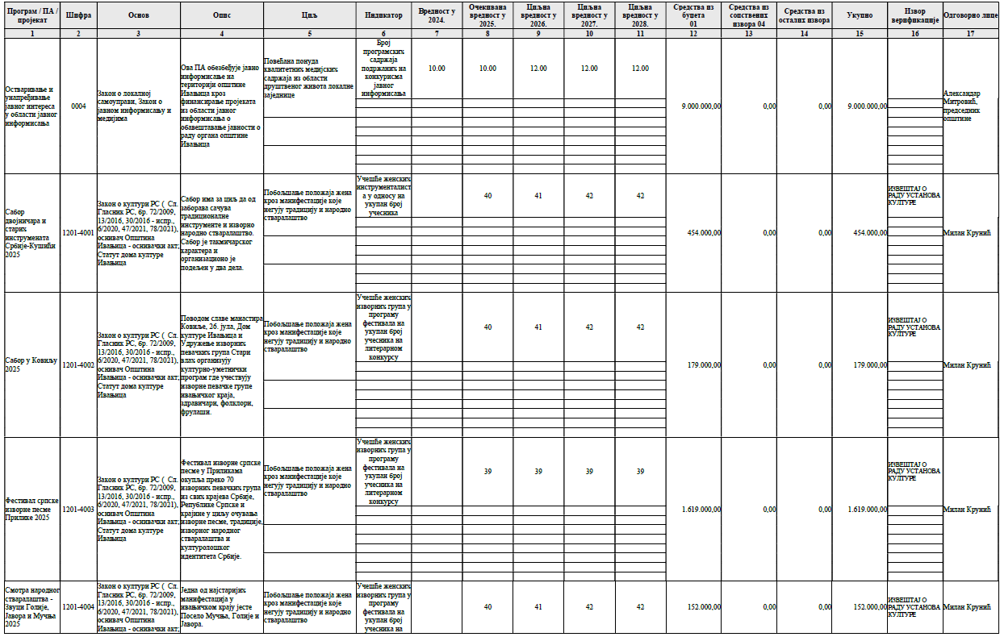 Програм / ПА / пројекат
Шифра
Основ
Опис
Циљ
Индикатор
Вредност у 2024.
Очекивана вредност у 2025.
Циљна вредност у 2026.
Циљна вредност у 2027.
Циљна вредност у 2028.
Средства из буџета 01
Средства из сопствених извора 04
Средства из осталих извора
Укупно
Извор верификације
Одговорно лице
1 2 3 4 5 6 7 8 9 10 11 12 13 14 15 16 17
Остваривање и
унапређивање
јавног интереса
у области јавног
информисања
0004
Закон о локалној
самоуправи, Закон о
јавном информисању и
медијима
Ова ПА обезбеђује јавно
информисање на
територији општине
Ивањица кроз
финансирање пројеката
из области јавног
информисања о
обавештавање јавности о
раду органа општине
Ивањица
Повећана понуда
квалитетних медијских
садржаја из области
друштвеног живота локалне
заједнице
Број
програмских
садржаја
подржаних на
конкурисма
јавног
информисања
10.00 10.00 12.00 12.00 12.00
9.000.000,00 0,00 0,00 9.000.000,00
Александар
Митровић,
председник
општине
Сабор
двојничара и
старих
инструмената
Србије-Кушићи
2025
1201-4001
Закон о култури РС ( Сл.
Гласник РС, бр. 72/2009,
13/2016, 30/2016 - испр.,
6/2020, 47/2021, 78/2021),
оснивач Општина
Ивањица - оснивачки акт;
Статут дома културе
Ивањица
Сабор има за циљ да од
заборава сачува
традиционалне
инструменте и изворно
народно стваралаштво.
Сабор је такмичарског
карактера и
организационо је
подељен у два дела.
Побољшање положаја жена
кроз манифестације које
негују традицију и народно
стваралаштво
Учешће женских
инструменталист
а у односу на
укупан број
учесника
40 41 42 42
454.000,00 0,00 0,00 454.000,00
ИЗВЕШТАЈ О
РАДУ УСТАНОВА
КУЛТУРЕ
Милан Крунић
Сабор у Ковиљу
2025
1201-4002
Закон о култури РС ( Сл.
Гласник РС, бр. 72/2009,
13/2016, 30/2016 - испр.,
6/2020, 47/2021, 78/2021),
оснивач Општина
Ивањица - оснивачки акт;
Статут дома културе
Ивањица
Поводом славе манастира
Ковиље, 26. јула, Дом
културе Ивањица и
Удружење изворних
певачких група Стари
влах организују
културно-уметнички
програм где учествују
изворне певачке групе
ивањичког краја,
здравичари, фолклори,
фрулаши.
Побољшање положаја жена
кроз манифестације које
негују традицију и народно
стваралаштво
Учешће женских
изворних група у
програму
фестивала на
укупан број
учесника на
литерарном
конкурсу
40 41 42 42
179.000,00 0,00 0,00 179.000,00
ИЗВЕШТАЈ О
РАДУ УСТАНОВА
КУЛТУРЕ
Милан Крунић
Фестивал српске
изворне песме
Прилике 2025
1201-4003
Закон о култури РС ( Сл.
Гласник РС, бр. 72/2009,
13/2016, 30/2016 - испр.,
6/2020, 47/2021, 78/2021),
оснивач Општина
Ивањица - оснивачки акт;
Статут дома културе
Ивањица
Фестивал изворне српске
песме у Приликама
окупља преко 70
изворних певачких група
из свих крајева Србије,
Републике Српске и
крајине у циљу очувања
изворне песме, традиције,
изворног народног
стваралаштва и
културолошког
идентитета Србије.
Побољшање положаја жена
кроз манифестације које
негују традицију и народно
стваралаштво
Учешће женских
изворних група у
програму
фестивала на
укупан број
учесника на
литерарном
конкурсу
39 39 39 39
1.619.000,00 0,00 0,00 1.619.000,00
ИЗВЕШТАЈ О
РАДУ УСТАНОВА
КУЛТУРЕ
Милан Крунић
Смотра народног
стваралаштва -
Звуци Голије,
Јавора и Мучња
2025
1201-4004
Закон о култури РС ( Сл.
Гласник РС, бр. 72/2009,
13/2016, 30/2016 - испр.,
6/2020, 47/2021, 78/2021),
оснивач Општина
Ивањица - оснивачки акт;
Једна од најстаријих
манифестација у
ивањичком крају јесте
Посело Мучња, Голије и
Јавора.
Побољшање положаја жена
кроз манифестације које
негују традицију и народно
стваралаштво
Учешће женских
изворних група у
програму
фестивала на
укупан број
учесника на
40 41 42 42
152.000,00 0,00 0,00 152.000,00
ИЗВЕШТАЈ О
РАДУ УСТАНОВА
КУЛТУРЕ
Милан Крунић